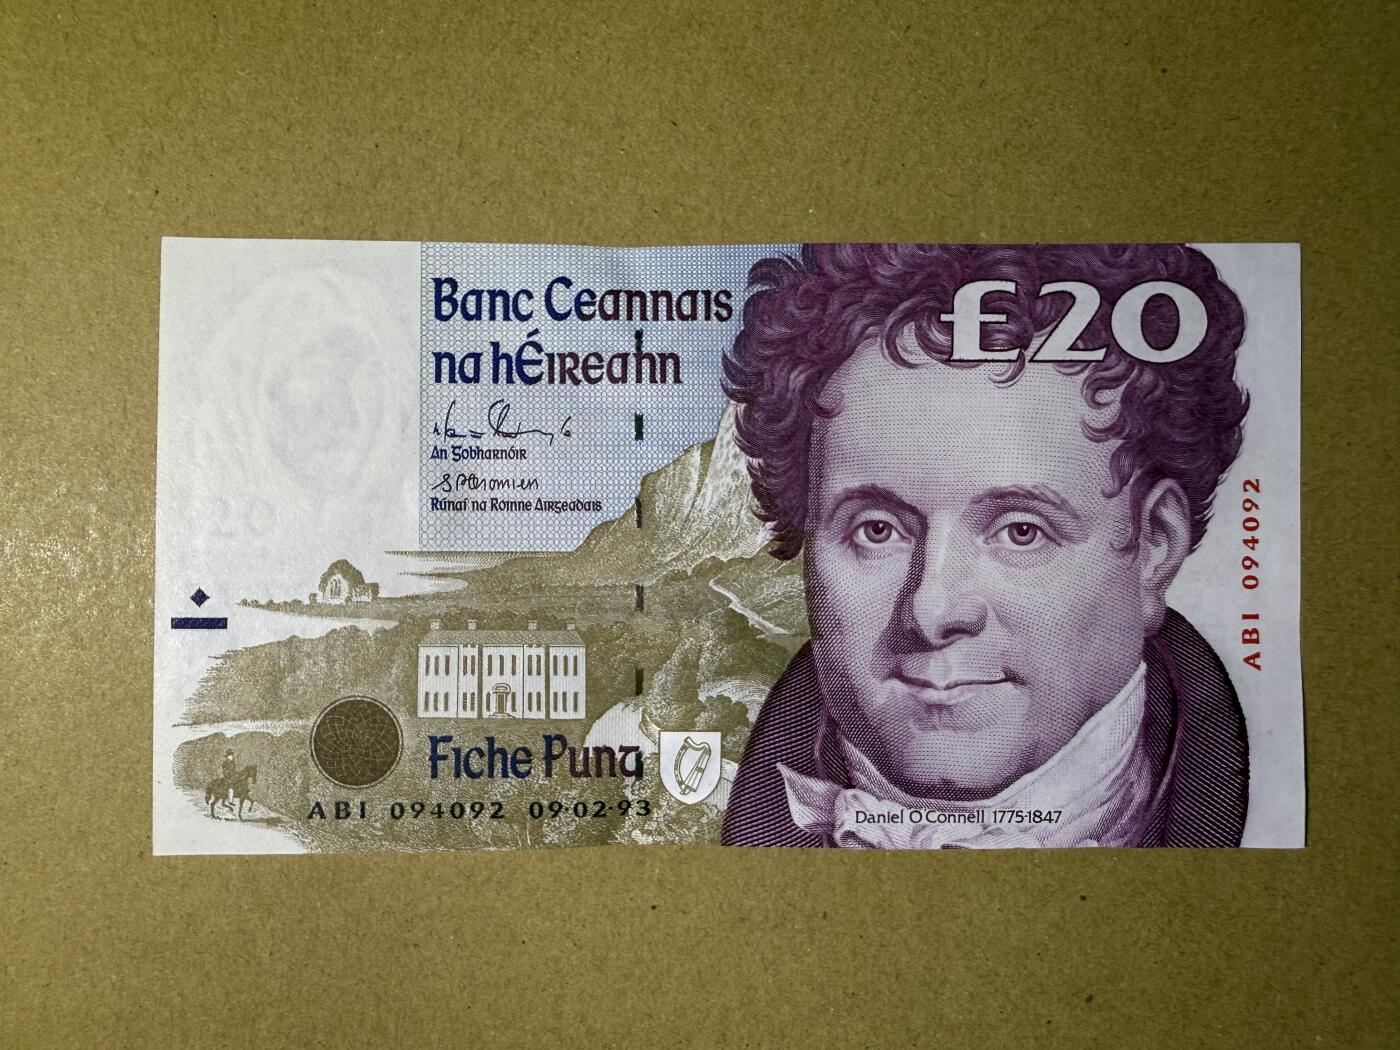 Banc Ceannais
na hÉireann
An Gobharnóir
Rúnaí na Roinne Airgeadais
Fiche Punt
ABI 094092 09·02·93
£20
ABI 094092
Daniel O'Connell 1775-1847